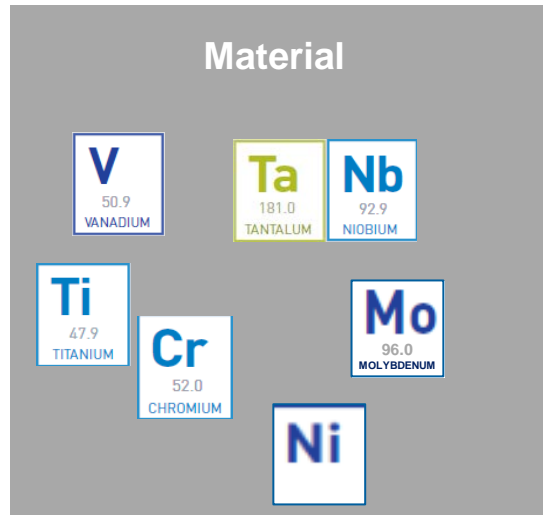 Material
V
50.9
VANADIUM
Ta
181.0
TANTALUM
Nb
92.9
NIOBIUM
Ti
47.9
TITANIUM
Cr
52.0
CHROMIUM
Mo
96.0
MOLYBDENUM
Ni